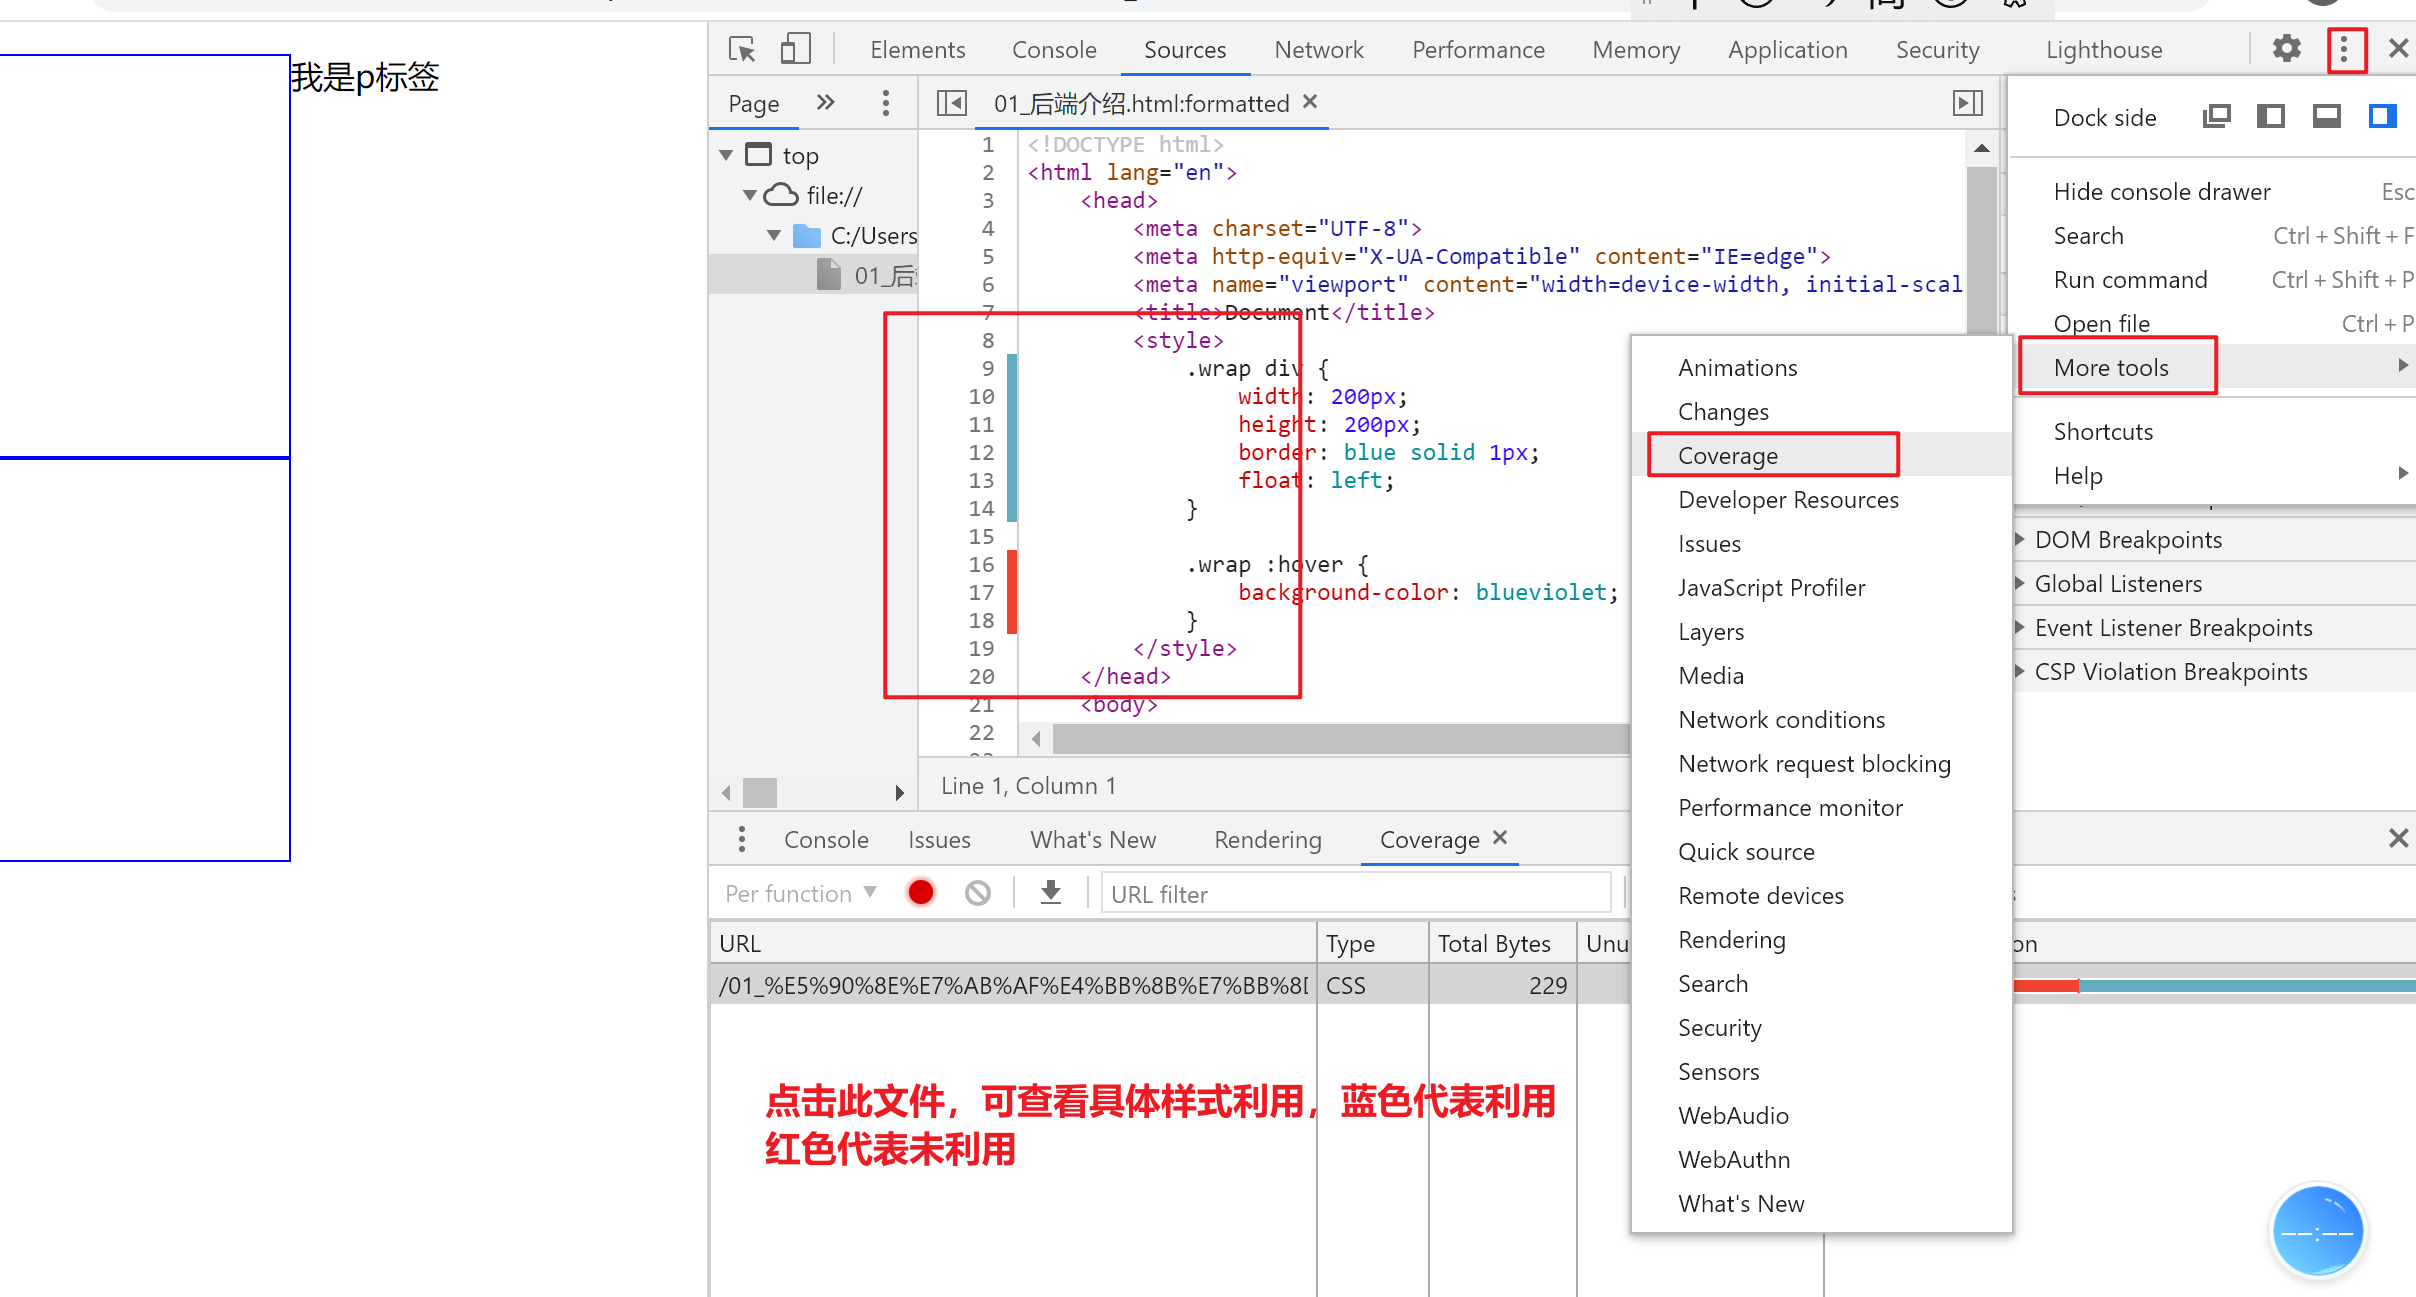 我是p标签
Elements Console Sources Network Performance Memory Application Security Lighthouse
Page
01_后端介绍.html:formatted
top
file://
C:/Users
01_后
1 <!DOCTYPE html>
2 <html lang="en">
3 <head>
4 <meta charset="UTF-8">
5 <meta http-equiv="X-UA-Compatible" content="IE=edge">
6 <meta name="viewport" content="width=device-width, initial-scal
7 <title>Document</title>
8 <style>
9 .wrap div {
10 width: 200px;
11 height: 200px;
12 border: blue solid 1px;
13 float: left;
14 }
15
16 .wrap :hover {
17 background-color: blueviolet;
18 }
19 </style>
20 </head>
21 <body>
22
Line 1, Column 1
Dock side
Hide console drawer Esc
Search Ctrl + Shift + F
Run command Ctrl + Shift + P
Open file Ctrl + P
More tools
Shortcuts
Help
DOM Breakpoints
Global Listeners
Event Listener Breakpoints
CSP Violation Breakpoints
Animations
Changes
Coverage
Developer Resources
Issues
JavaScript Profiler
Layers
Media
Network conditions
Network request blocking
Performance monitor
Quick source
Remote devices
Rendering
Search
Security
Sensors
WebAudio
WebAuthn
What's New
Console Issues What's New Rendering Coverage
Per function
URL filter
URL Type Total Bytes Unu on
/01_%E5%90%8E%E7%AB%AF%E4%BB%8B%E7%BB%8D CSS 229
点击此文件，可查看具体样式利用，蓝色代表利用
红色代表未利用
--:--